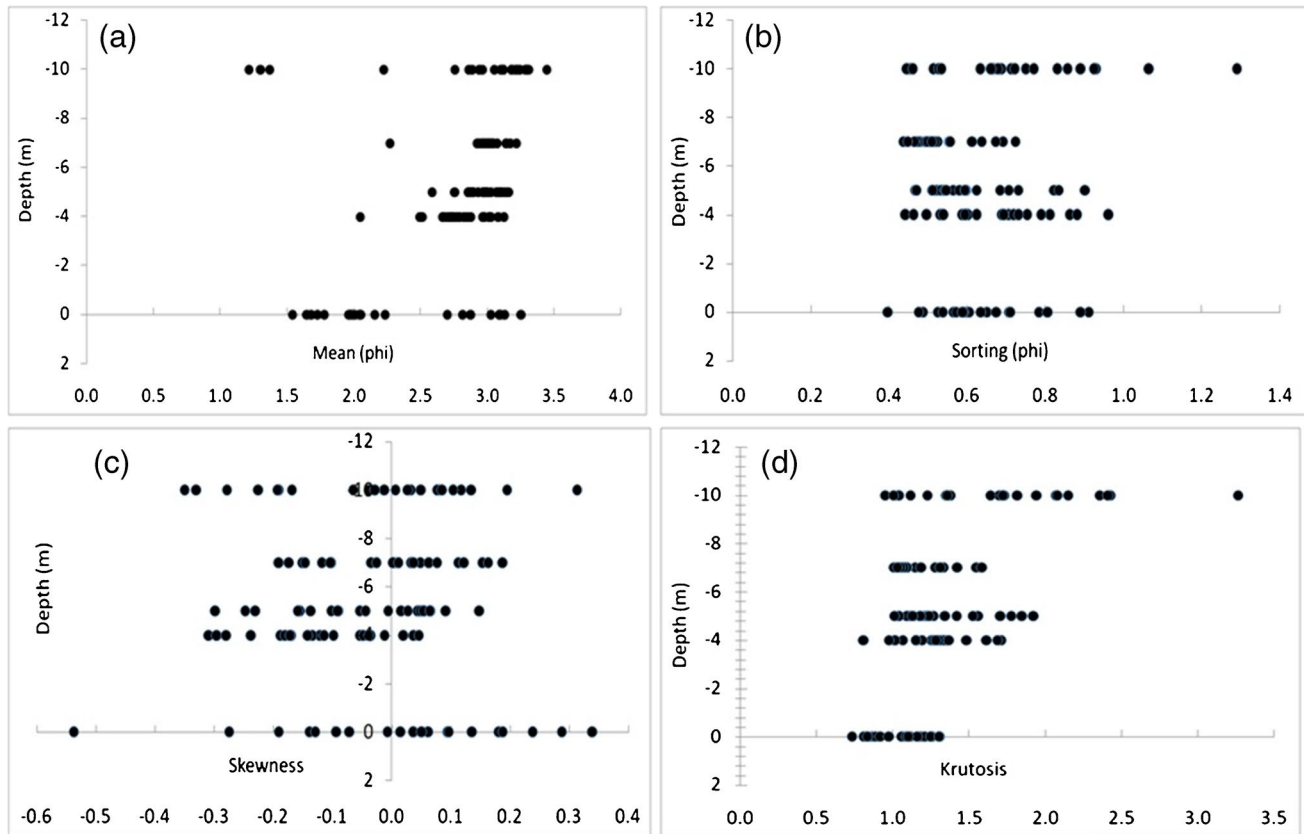 (a)
-12
-10
-8
-6
-4
-2
0
2
Depth (m)
Mean (phi)
0.0 0.5 1.0 1.5 2.0 2.5 3.0 3.5 4.0
(b)
-12
-10
-8
-6
-4
-2
0
2
Depth (m)
Sorting (phi)
0.0 0.2 0.4 0.6 0.8 1.0 1.2 1.4
(c)
-12
-10
-8
-6
-4
-2
0
2
Depth (m)
Skewness
-0.6 -0.5 -0.4 -0.3 -0.2 -0.1 0.0 0.1 0.2 0.3 0.4
(d)
-12
-10
-8
-6
-4
-2
0
2
Depth (m)
Krutosis
0.0 0.5 1.0 1.5 2.0 2.5 3.0 3.5